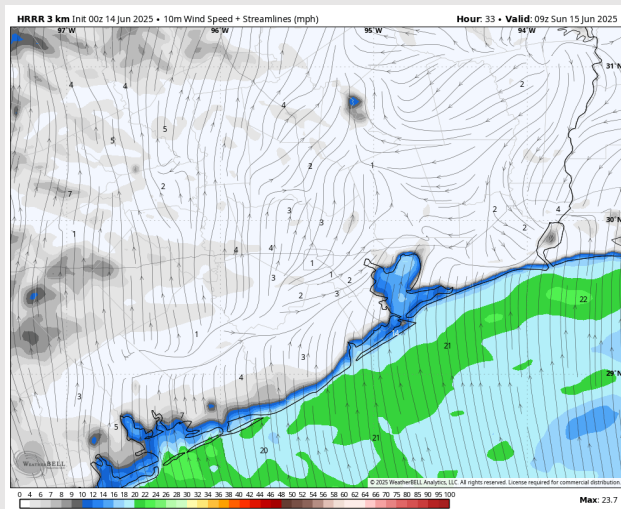 HRRR 3 km Init 00z 14 Jun 2025 • 10m Wind Speed + Streamlines (mph)
Hour: 33 • Valid: 09z Sun 15 Jun 2025
97°W 96°W 95°W 94°W
31°N
4 4 4 2
5 5
2 1
7 2
3 2 4
3 30°N
1 2
4 4
1 1 2
3 2 3
22
1 21
3 29°N
4
3
5
21
20
WEATHERBELL
© 2025 WeatherBELL Analytics, LLC. All rights reserved. License required for commercial distribution.
0 4 6 7 8 9 10 12 14 16 18 20 22 24 26 28 30 32 34 36 38 40 42 44 46 48 50 52 54 56 58 60 65 70 75 80 85 90 95 100
Max: 23.7